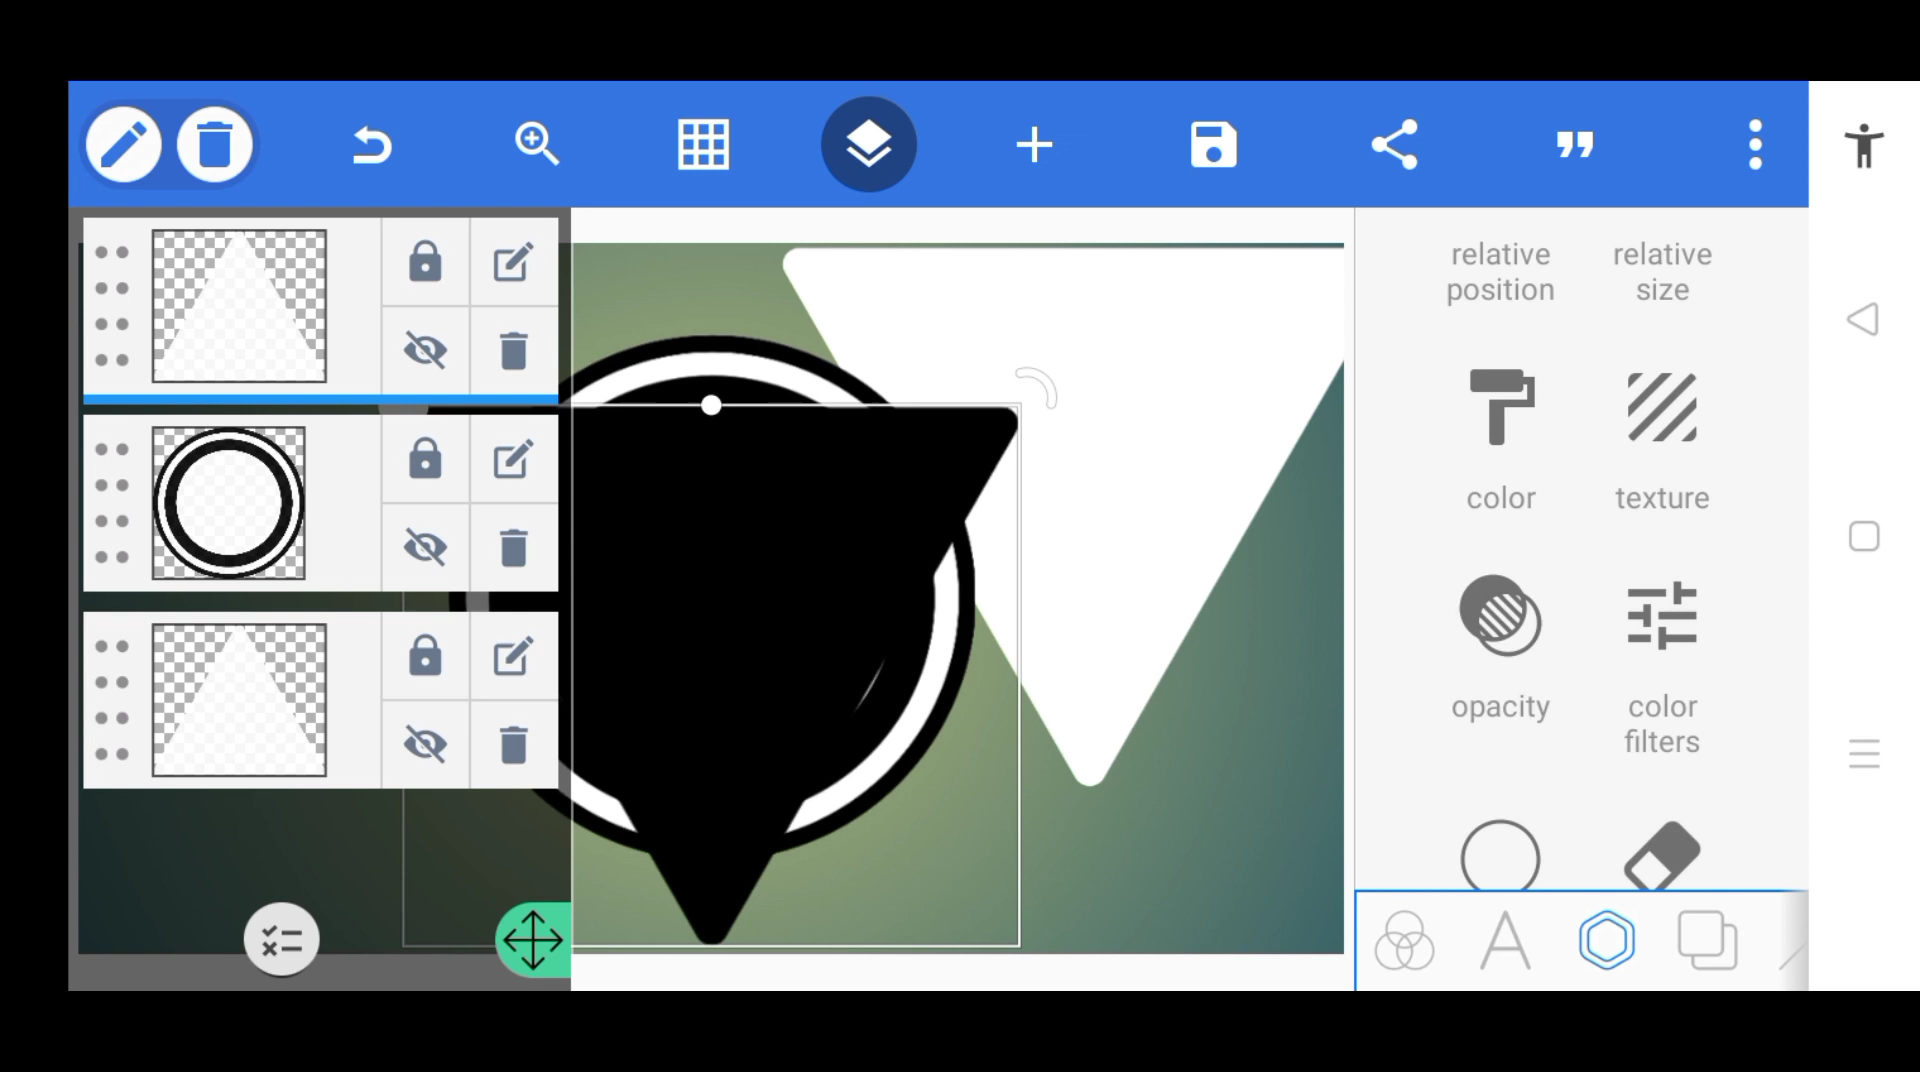 relative
position
relative
size
color
texture
opacity
color
filters